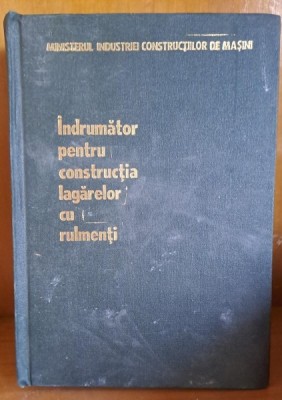 MINISTERUL INDUSTRIEI CONSTRUCȚIILOR DE MAȘINI
Îndrumător
pentru
construcția
lagărelor
cu
rulmenți